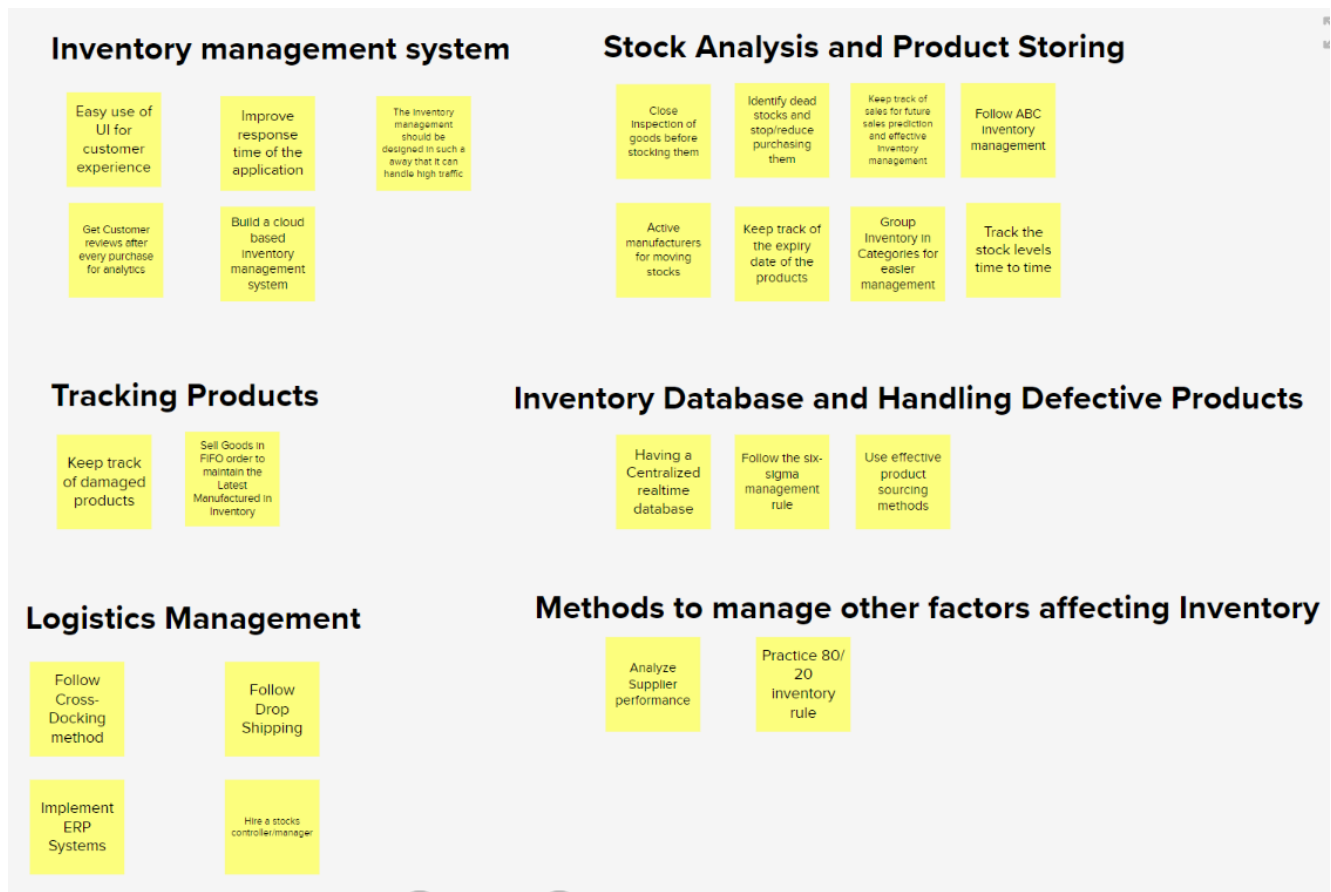 Inventory management system
Easy use of
UI for
customer
experience
Improve
response
time of the
application
The Inventory
management
should be
designed in such a
away that it can
handle high traffic
Get Customer
reviews after
every purchase
for analytics
Build a cloud
based
inventory
management
system
Stock Analysis and Product Storing
Close
Inspection of
goods before
stocking them
Identify dead
stocks and
stop/reduce
purchasing
them
Keep track of
sales for future
sales prediction
and effective
Inventory
management
Follow ABC
inventory
management
Active
manufacturers
for moving
stocks
Keep track of
the expiry
date of the
products
Group
Inventory in
Categories for
easier
management
Track the
stock levels
time to time
Tracking Products
Keep track
of damaged
products
Sell Goods in
FIFO order to
maintain the
Latest
Manufactured in
Inventory
Inventory Database and Handling Defective Products
Having a
Centralized
realtime
database
Follow the six-
sigma
management
rule
Use effective
product
sourcing
methods
Logistics Management
Follow
Cross-
Docking
method
Follow
Drop
Shipping
Implement
ERP
Systems
Hire a stocks
controller/manager
Methods to manage other factors affecting Inventory
Analyze
Supplier
performance
Practice 80/
20
inventory
rule